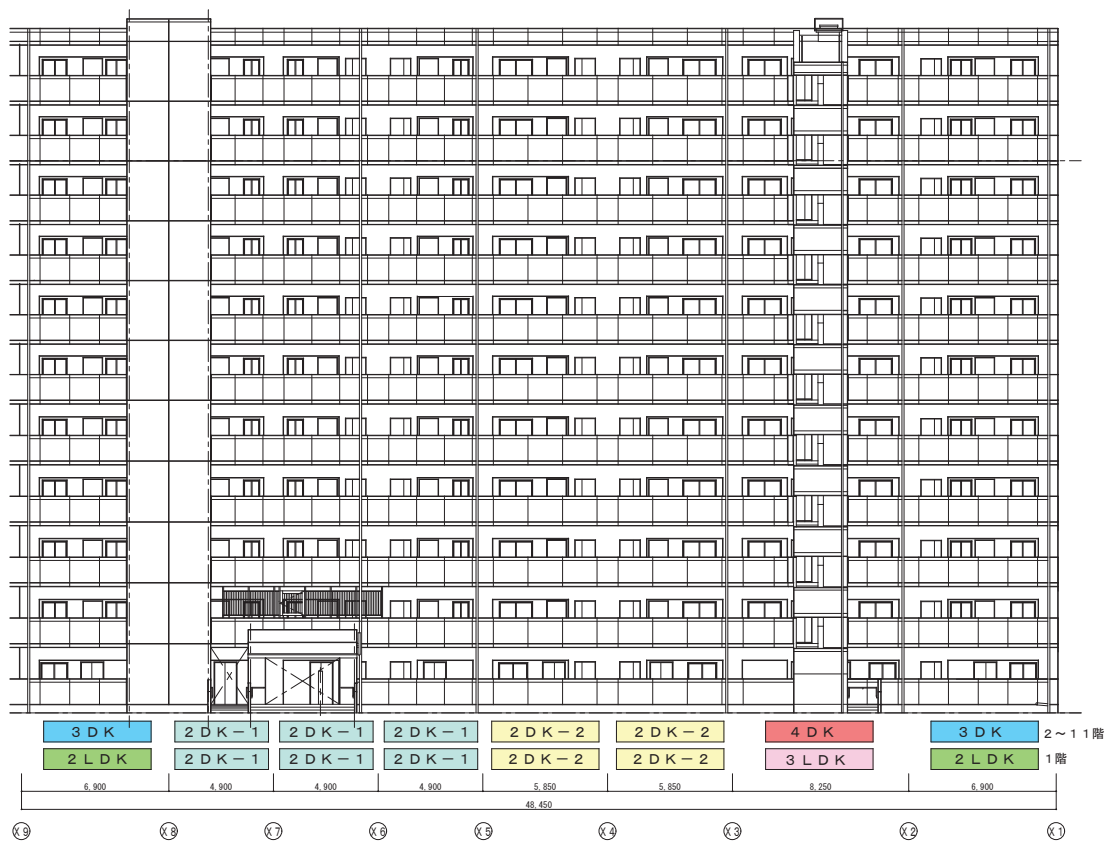 3DK 2DK-1 2DK-1 2DK-1 2DK-2 2DK-2 4DK 3DK 2～11階
2LDK 2DK-1 2DK-1 2DK-1 2DK-2 2DK-2 3LDK 2LDK 1階
6,900 4,900 4,900 4,900 5,850 5,850 8,250 6,900
48,450
X9 X8 X7 X6 X5 X4 X3 X2 X1